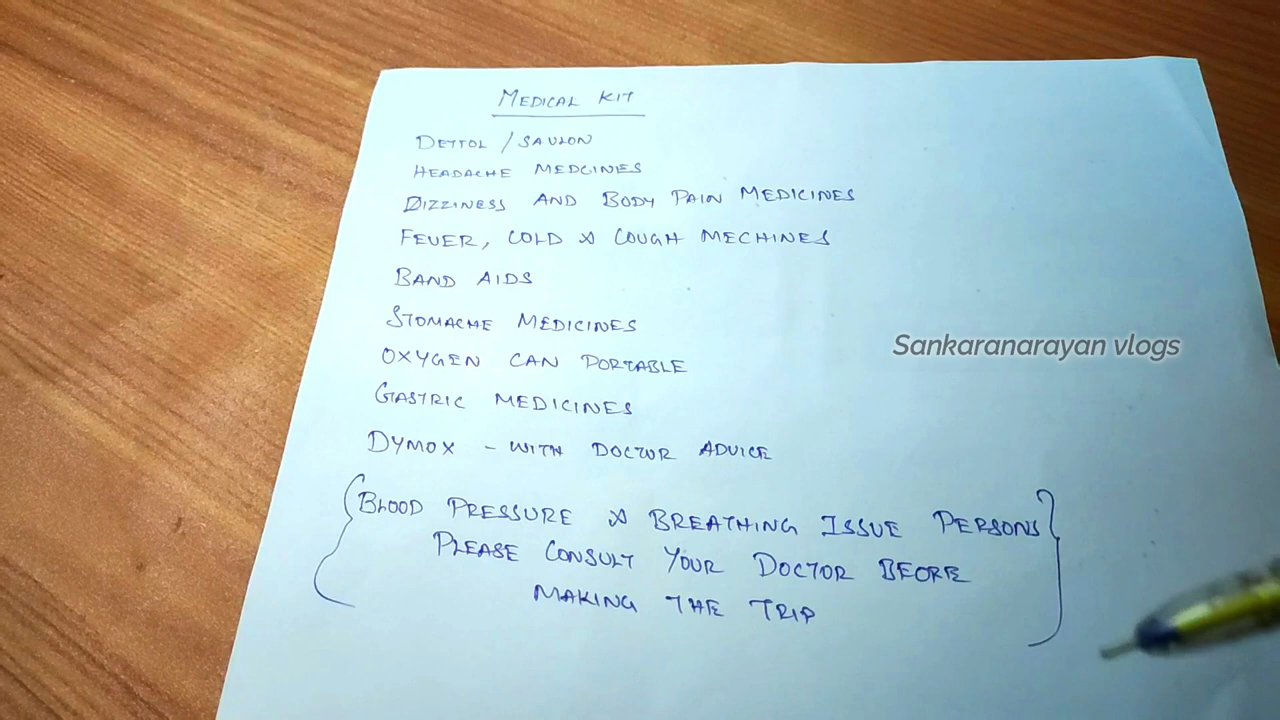 MEDICAL KIT
DETTOL / SAVLON
HEADACHE MEDCINES
DIZZINESS AND BODY PAIN MEDICINES
FEVER, COLD & COUGH MECHINES
BAND AIDS
STOMACHE MEDICINES
Sankaranarayan vlogs
OXYGEN CAN PORTABLE
GASTRIC MEDICINES
DYMOX - WITH DOCTOR ADVICE
{BLOOD PRESSURE & BREATHING ISSUE PERSONS}
PLEASE CONSULT YOUR DOCTOR BEFORE
MAKING THE TRIP